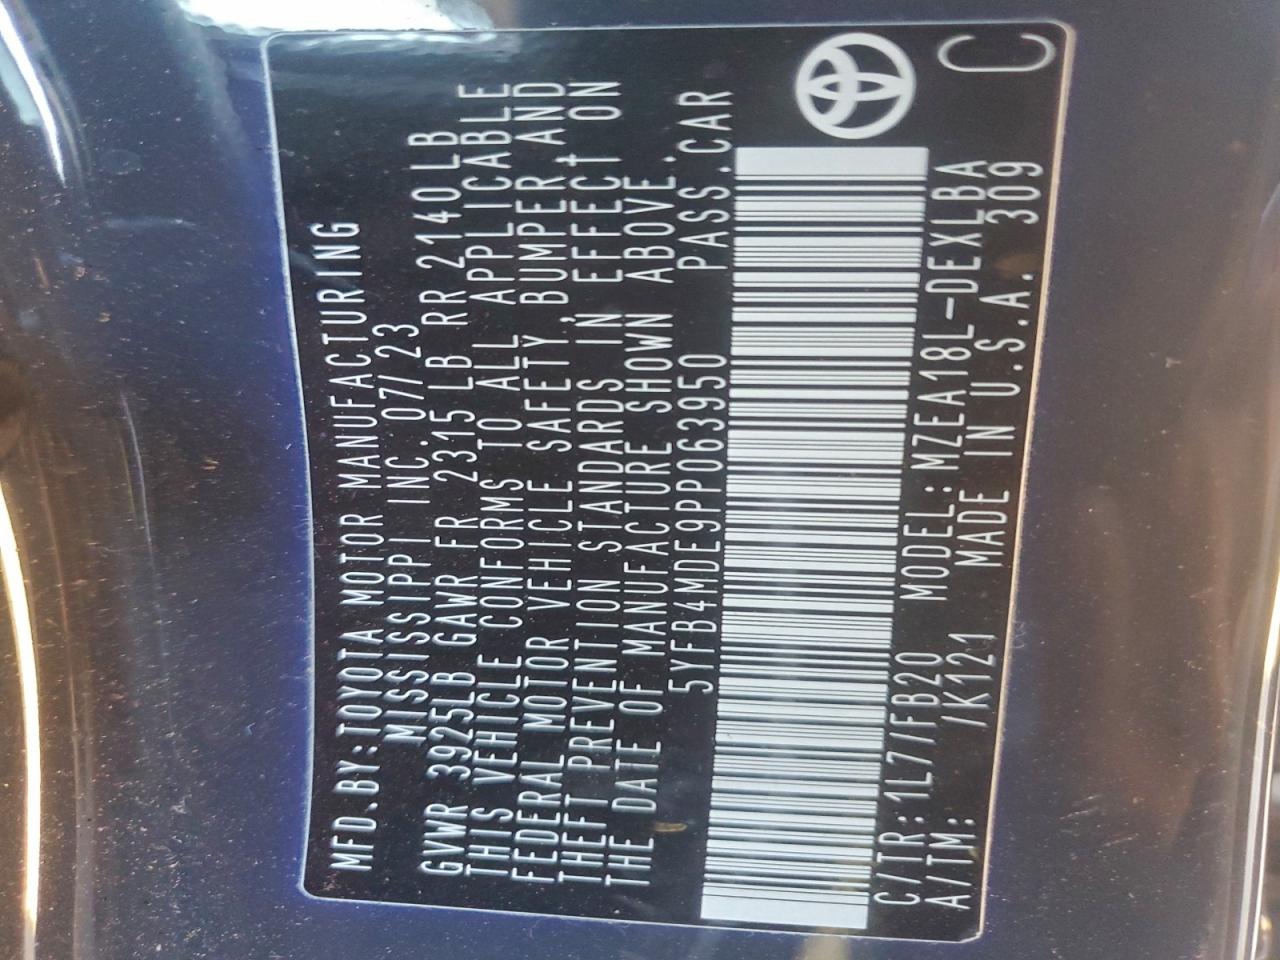 MFD.BY:TOYOTA MOTOR MANUFACTURING
MISSISSIPPI INC. 07/23
GVWR 3925LB GAWR FR 2315LB RR 2140LB
THIS VEHICLE CONFORMS TO ALL APPLICABLE
FEDERAL MOTOR VEHICLE SAFETY, BUMPER, AND
THEFT PREVENTION STANDARDS IN EFFECT ON
THE DATE OF MANUFACTURE SHOWN ABOVE.
5YFB4MDE9PP063950 PASS.CAR
C/TR:1L7/FB20 MODEL:MZEA18L-DEXLBA
A/TM: /K121 MADE IN U.S.A. 309
C